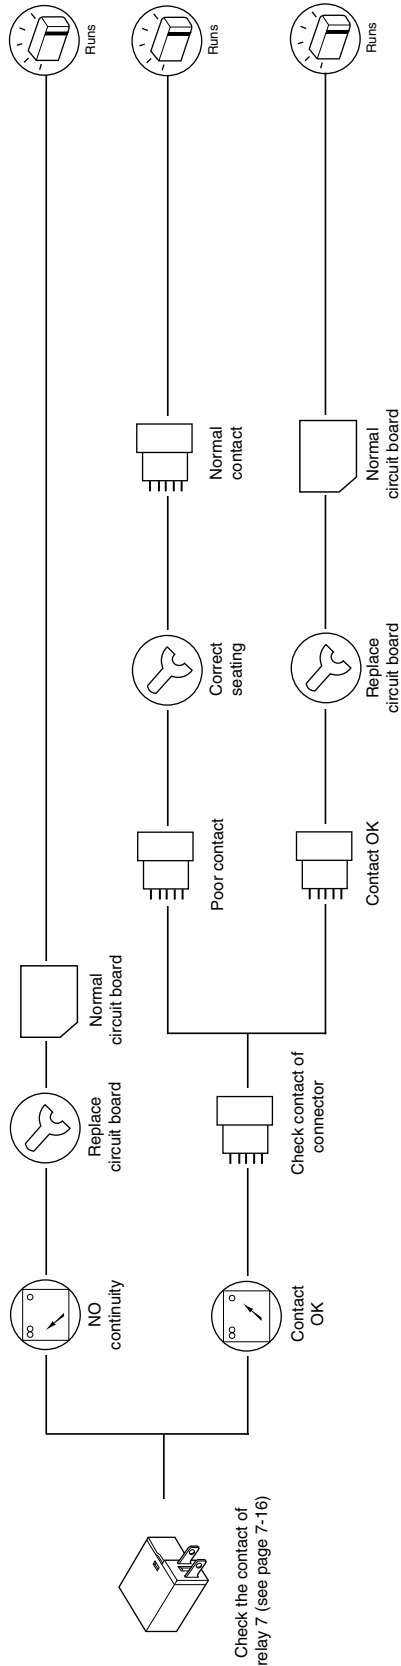 Check the contact of
relay 7 (see page 7-16)
NO
continuity
Replace
circuit board
Normal
circuit board
Runs
Contact
OK
Check contact of
connector
Poor contact
Correct
seating
Normal
contact
Runs
Contact OK
Replace
circuit board
Normal
circuit board
Runs